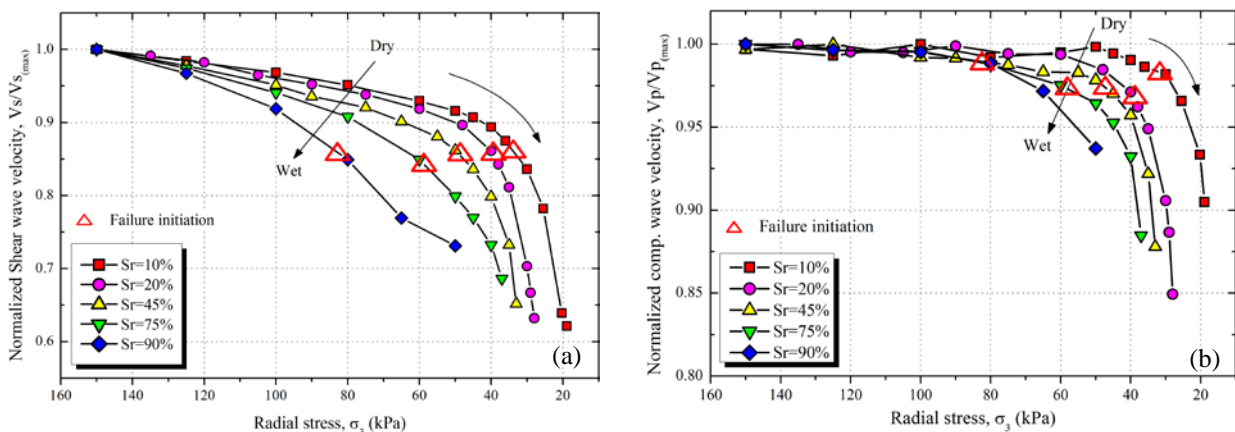 Normalized Shear wave velocity, Vs/Vs(max)
1.0
0.9
0.8
0.7
0.6
Dry
Wet
Failure initiation
Sr=10%
Sr=20%
Sr=45%
Sr=75%
Sr=90%
(a)
160 140 120 100 80 60 40 20
Radial stress, σ3 (kPa)
Normalized comp. wave velocity, Vp/Vp(max)
1.00
0.95
0.90
0.85
0.80
Dry
Wet
Failure initiation
Sr=10%
Sr=20%
Sr=45%
Sr=75%
Sr=90%
(b)
160 140 120 100 80 60 40 20
Radial stress, σ3 (kPa)